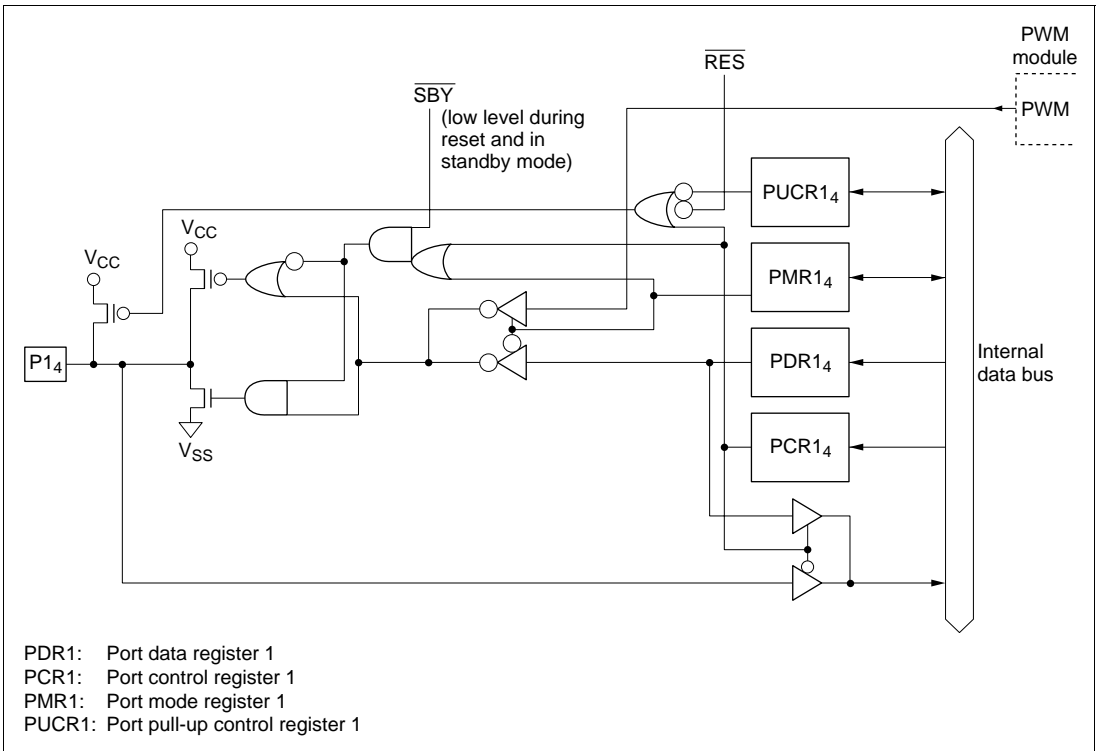 PWM
module
RES
SBY
(low level during
reset and in
standby mode)
PWM
PUCR1₄
VCC
VCC
PMR1₄
P1₄
PDR1₄
Internal
data bus
VSS
PCR1₄
PDR1: Port data register 1
PCR1: Port control register 1
PMR1: Port mode register 1
PUCR1: Port pull-up control register 1